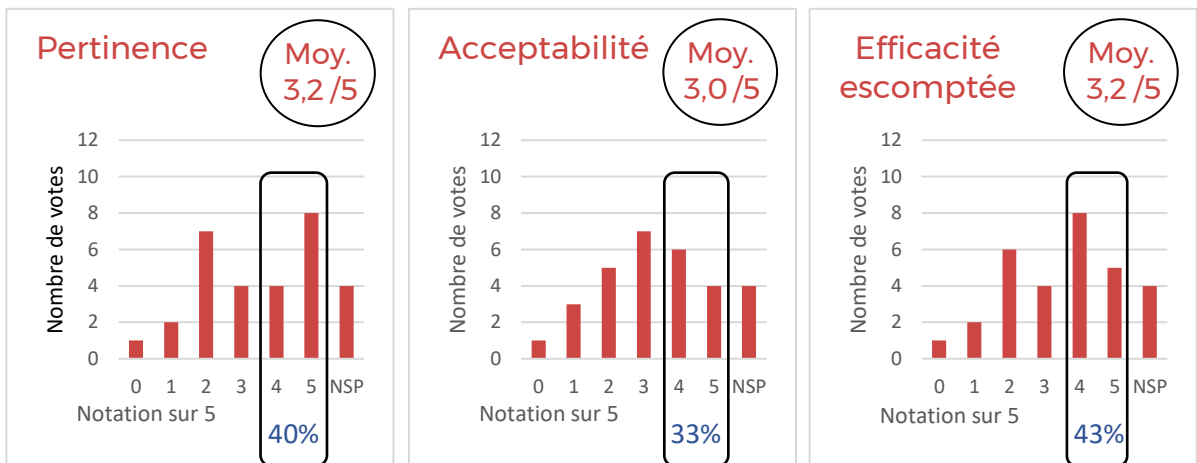 Pertinence
Moy.
3,2 /5
12
10
8
6
4
2
0
Nombre de votes
0 1 2 3 4 5 NSP
Notation sur 5
40%
Acceptabilité
Moy.
3,0 /5
12
10
8
6
4
2
0
Nombre de votes
0 1 2 3 4 5 NSP
Notation sur 5
33%
Efficacité
escomptée
Moy.
3,2 /5
12
10
8
6
4
2
0
Nombre de votes
0 1 2 3 4 5 NSP
Notation sur 5
43%